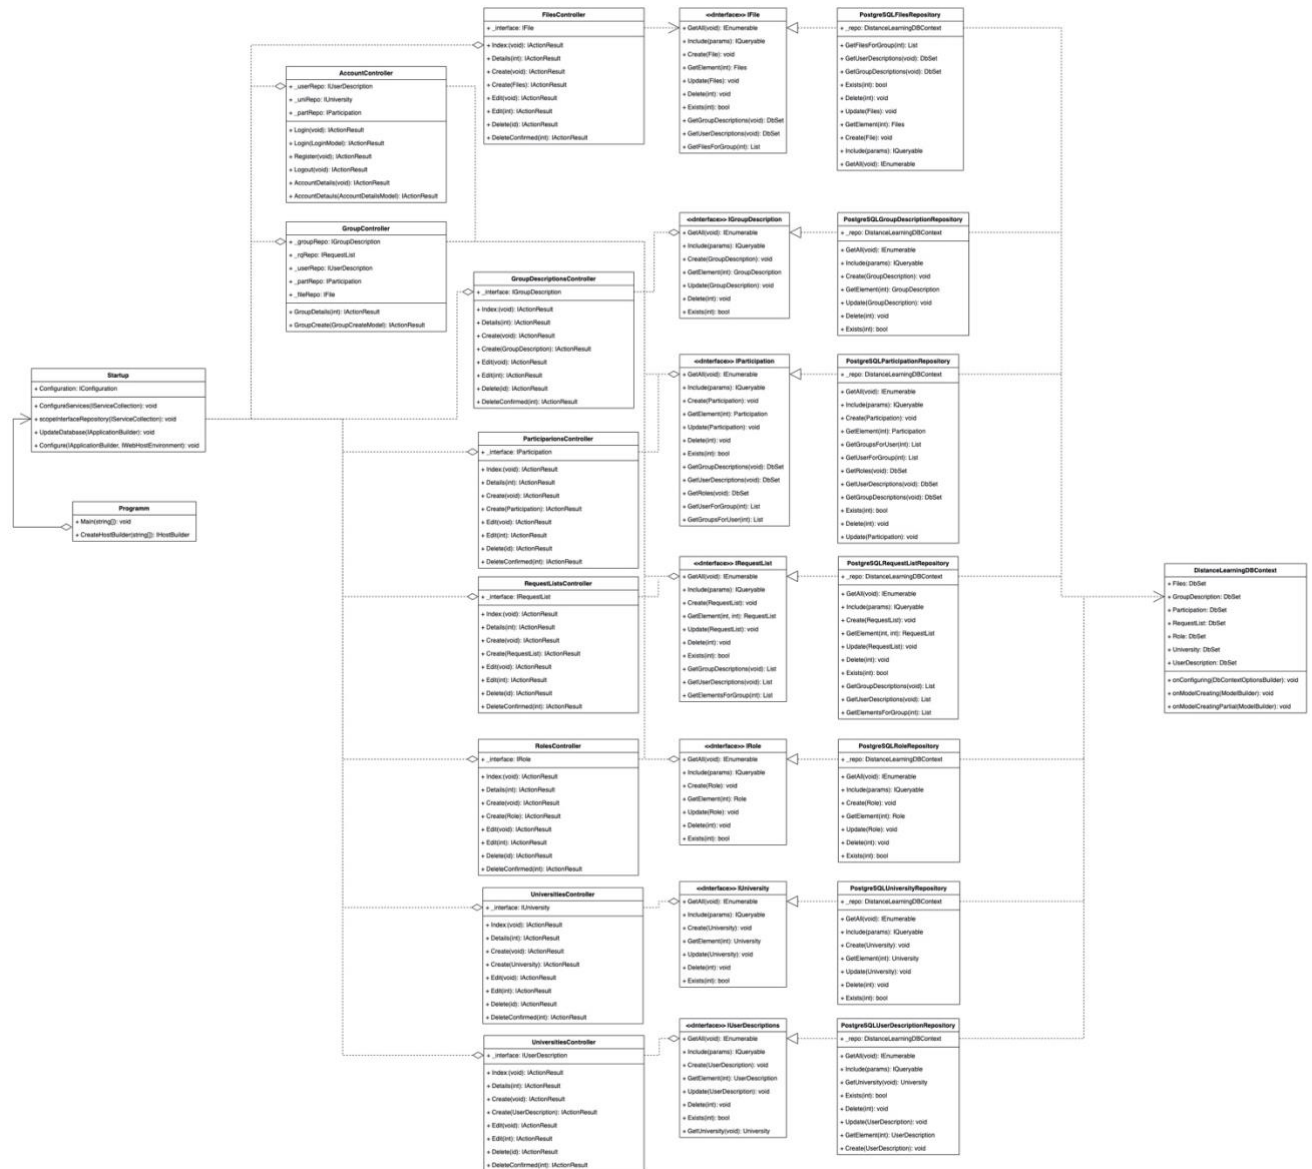 FilesController
+ _interface: IFile
+ Index:(void): IActionResult
+ Details(int): IActionResult
+ Create(void): IActionResult
+ Create(Files): IActionResult
+ Edit(void): IActionResult
+ Edit(int): IActionResult
+ Delete(id): IActionResult
+ DeleteConfirmed(int): IActionResult
<<Interface>> IFile
+ GetAll(void): IEnumerable
+ Include(params): IQueryable
+ Create(File): void
+ GetElement(int): Files
+ Update(Files): void
+ Delete(int): void
+ Exists(int): bool
+ GetGroupDescriptions(void): DbSet
+ GetUserDescriptions(void): DbSet
+ GetFilesForGroup(int): List
PostgreSQLFilesRepository
+ _repo: DistanceLearningDBContext
+ GetFilesForGroup(int): List
+ GetUserDescriptions(void): DbSet
+ GetGroupDescriptions(void): DbSet
+ Exists(int): bool
+ Delete(int): void
+ Update(Files): void
+ GetElement(int): Files
+ Create(File): void
+ Include(params): IQueryable
+ GetAll(void): IEnumerable
AccountController
+ _userRepo: IUserDescription
+ _uniRepo: IUniversity
+ _partRepo: IParticipation
+ Login(void): IActionResult
+ Login(LoginModel): IActionResult
+ Register(void): IActionResult
+ Logout(void): IActionResult
+ AccountDetails(void): IActionResult
+ AccountDetauls(AccountDetailsModel): IActionResult
GroupController
+ _groupRepo: IGroupDescription
+ _rqRepo: IRequestList
+ _userRepo: IUserDescription
+ _partRepo: IParticipation
+ _fileRepo: IFile
+ GroupDetails(int): IActionResult
+ GroupCreate(GroupCreateModel): IActionResult
GroupDescriptionsController
+ _interface: IGroupDescription
+ Index:(void): IActionResult
+ Details(int): IActionResult
+ Create(void): IActionResult
+ Create(GroupDescription): IActionResult
+ Edit(void): IActionResult
+ Edit(int): IActionResult
+ Delete(id): IActionResult
+ DeleteConfirmed(int): IActionResult
<<Interface>> IGroupDescription
+ GetAll(void): IEnumerable
+ Include(params): IQueryable
+ Create(GroupDescription): void
+ GetElement(int): GroupDescription
+ Update(GroupDescription): void
+ Delete(int): void
+ Exists(int): bool
PostgreSQLGroupDescriptionRepository
+ _repo: DistanceLearningDBContext
+ GetAll(void): IEnumerable
+ Include(params): IQueryable
+ Create(GroupDescription): void
+ GetElement(int): GroupDescription
+ Update(GroupDescription): void
+ Delete(int): void
+ Exists(int): bool
Startup
+ Configuration: IConfiguration
+ ConfigureServices(IServiceCollection): void
+ scopeInterfaceRepository(IServiceCollection): void
+ UpdateDatabase(IApplicationBuilder): void
+ Configure(IApplicationBuilder, IWebHostEnvironment): void
Programm
+ Main(string[]): void
+ CreateHostBuilder(string[]): IHostBuilder
ParticiparionsController
+ _interface: IParticipation
+ Index:(void): IActionResult
+ Details(int): IActionResult
+ Create(void): IActionResult
+ Create(Participation): IActionResult
+ Edit(void): IActionResult
+ Edit(int): IActionResult
+ Delete(id): IActionResult
+ DeleteConfirmed(int): IActionResult
<<Interface>> IParticipation
+ GetAll(void): IEnumerable
+ Include(params): IQueryable
+ Create(Participation): void
+ GetElement(int): Participation
+ Update(Participation): void
+ Delete(int): void
+ Exists(int): bool
+ GetGroupDescriptions(void): DbSet
+ GetUserDescriptions(void): DbSet
+ GetRoles(void): DbSet
+ GetUserForGroup(int): List
+ GetGroupsForUser(int): List
PostgreSQLParticipationRepository
+ _repo: DistanceLearningDBContext
+ GetAll(void): IEnumerable
+ Include(params): IQueryable
+ Create(Participation): void
+ GetElement(int): Participation
+ GetGroupsForUser(int): List
+ GetUserForGroup(int): List
+ GetRoles(void): DbSet
+ GetUserDescriptions(void): DbSet
+ GetGroupDescriptions(void): DbSet
+ Exists(int): bool
+ Delete(int): void
+ Update(Participation): void
RequestListsController
+ _interface: IRequestList
+ Index:(void): IActionResult
+ Details(int): IActionResult
+ Create(void): IActionResult
+ Create(RequestList): IActionResult
+ Edit(void): IActionResult
+ Edit(int): IActionResult
+ Delete(id): IActionResult
+ DeleteConfirmed(int): IActionResult
<<Interface>> IRequestList
+ GetAll(void): IEnumerable
+ Include(params): IQueryable
+ Create(RequestList): void
+ GetElement(int, int): RequestList
+ Update(RequestList): void
+ Delete(int): void
+ Exists(int): bool
+ GetGroupDescriptions(void): List
+ GetUserDescriptions(void): List
+ GetElementsForGroup(int): List
PostgreSQLRequestListRepository
+ _repo: DistanceLearningDBContext
+ GetAll(void): IEnumerable
+ Include(params): IQueryable
+ Create(RequestList): void
+ GetElement(int, int): RequestList
+ Update(RequestList): void
+ Delete(int): void
+ Exists(int): bool
+ GetGroupDescriptions(void): List
+ GetUserDescriptions(void): List
+ GetElementsForGroup(int): List
DistanceLearningDBContext
+ Files: DbSet
+ GroupDescription: DbSet
+ Participation: DbSet
+ RequestList: DbSet
+ Role: DbSet
+ University: DbSet
+ UserDescription: DbSet
+ onConfiguring(DbContextOptionsBuilder): void
+ onModelCreating(ModelBuilder): void
+ onModelCreatingPartial(ModelBuilder): void
RolesController
+ _interface: IRole
+ Index:(void): IActionResult
+ Details(int): IActionResult
+ Create(void): IActionResult
+ Create(Role): IActionResult
+ Edit(void): IActionResult
+ Edit(int): IActionResult
+ Delete(id): IActionResult
+ DeleteConfirmed(int): IActionResult
<<Interface>> IRole
+ GetAll(void): IEnumerable
+ Include(params): IQueryable
+ Create(Role): void
+ GetElement(int): Role
+ Update(Role): void
+ Delete(int): void
+ Exists(int): bool
PostgreSQLRoleRepository
+ _repo: DistanceLearningDBContext
+ GetAll(void): IEnumerable
+ Include(params): IQueryable
+ Create(Role): void
+ GetElement(int): Role
+ Update(Role): void
+ Delete(int): void
+ Exists(int): bool
UniversitiesController
+ _interface: IUniversity
+ Index:(void): IActionResult
+ Details(int): IActionResult
+ Create(void): IActionResult
+ Create(University): IActionResult
+ Edit(void): IActionResult
+ Edit(int): IActionResult
+ Delete(id): IActionResult
+ DeleteConfirmed(int): IActionResult
<<Interface>> IUniversity
+ GetAll(void): IEnumerable
+ Include(params): IQueryable
+ Create(University): void
+ GetElement(int): University
+ Update(University): void
+ Delete(int): void
+ Exists(int): bool
PostgreSQLUniversityRepository
+ _repo: DistanceLearningDBContext
+ GetAll(void): IEnumerable
+ Include(params): IQueryable
+ Create(University): void
+ GetElement(int): University
+ Update(University): void
+ Delete(int): void
+ Exists(int): bool
UniversitiesController
+ _interface: IUserDescription
+ Index:(void): IActionResult
+ Details(int): IActionResult
+ Create(void): IActionResult
+ Create(UserDescription): IActionResult
+ Edit(void): IActionResult
+ Edit(int): IActionResult
+ Delete(id): IActionResult
+ DeleteConfirmed(int): IActionResult
<<Interface>> IUserDescriptions
+ GetAll(void): IEnumerable
+ Include(params): IQueryable
+ Create(UserDescription): void
+ GetElement(int): UserDescription
+ Update(UserDescription): void
+ Delete(int): void
+ Exists(int): bool
+ GetUniversity(void): University
PostgreSQLUserDescriptionRepository
+ _repo: DistanceLearningDBContext
+ GetAll(void): IEnumerable
+ Include(params): IQueryable
+ GetUniversity(void): University
+ Exists(int): bool
+ Delete(int): void
+ Update(UserDescription): void
+ GetElement(int): UserDescription
+ Create(UserDescription): void